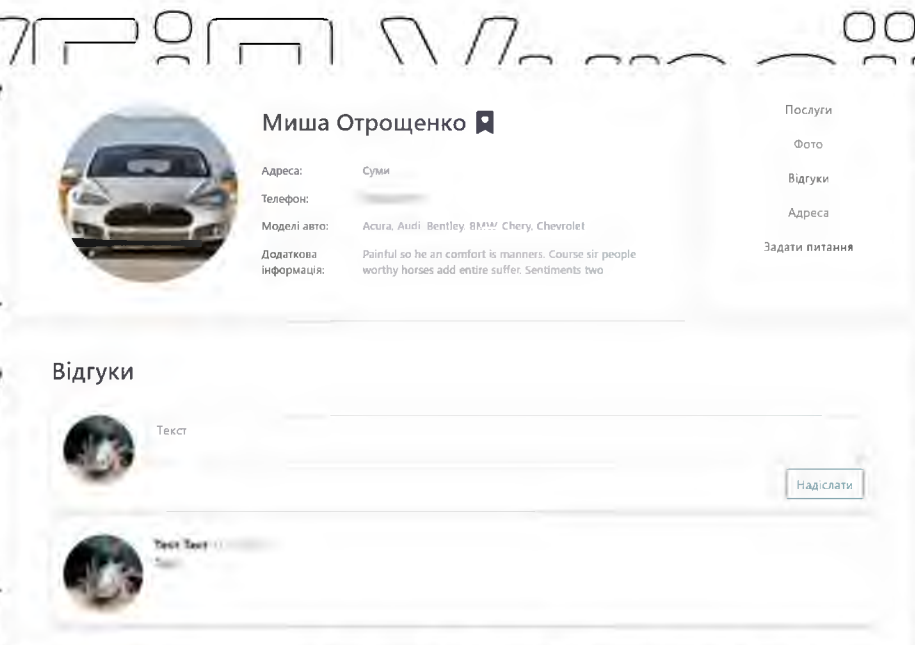 Миша Отрощенко
Адреса: Суми
Телефон:
Моделі авто: Acura, Audi, Bentley, BMW, Chery, Chevrolet
Додаткова інформація: Painful so he an comfort is manners. Course sir people
worthy horses add entire suffer. Sentiments two
Послуги
Фото
Відгуки
Адреса
Задати питання
Відгуки
Текст
Надіслати
Тест Тест